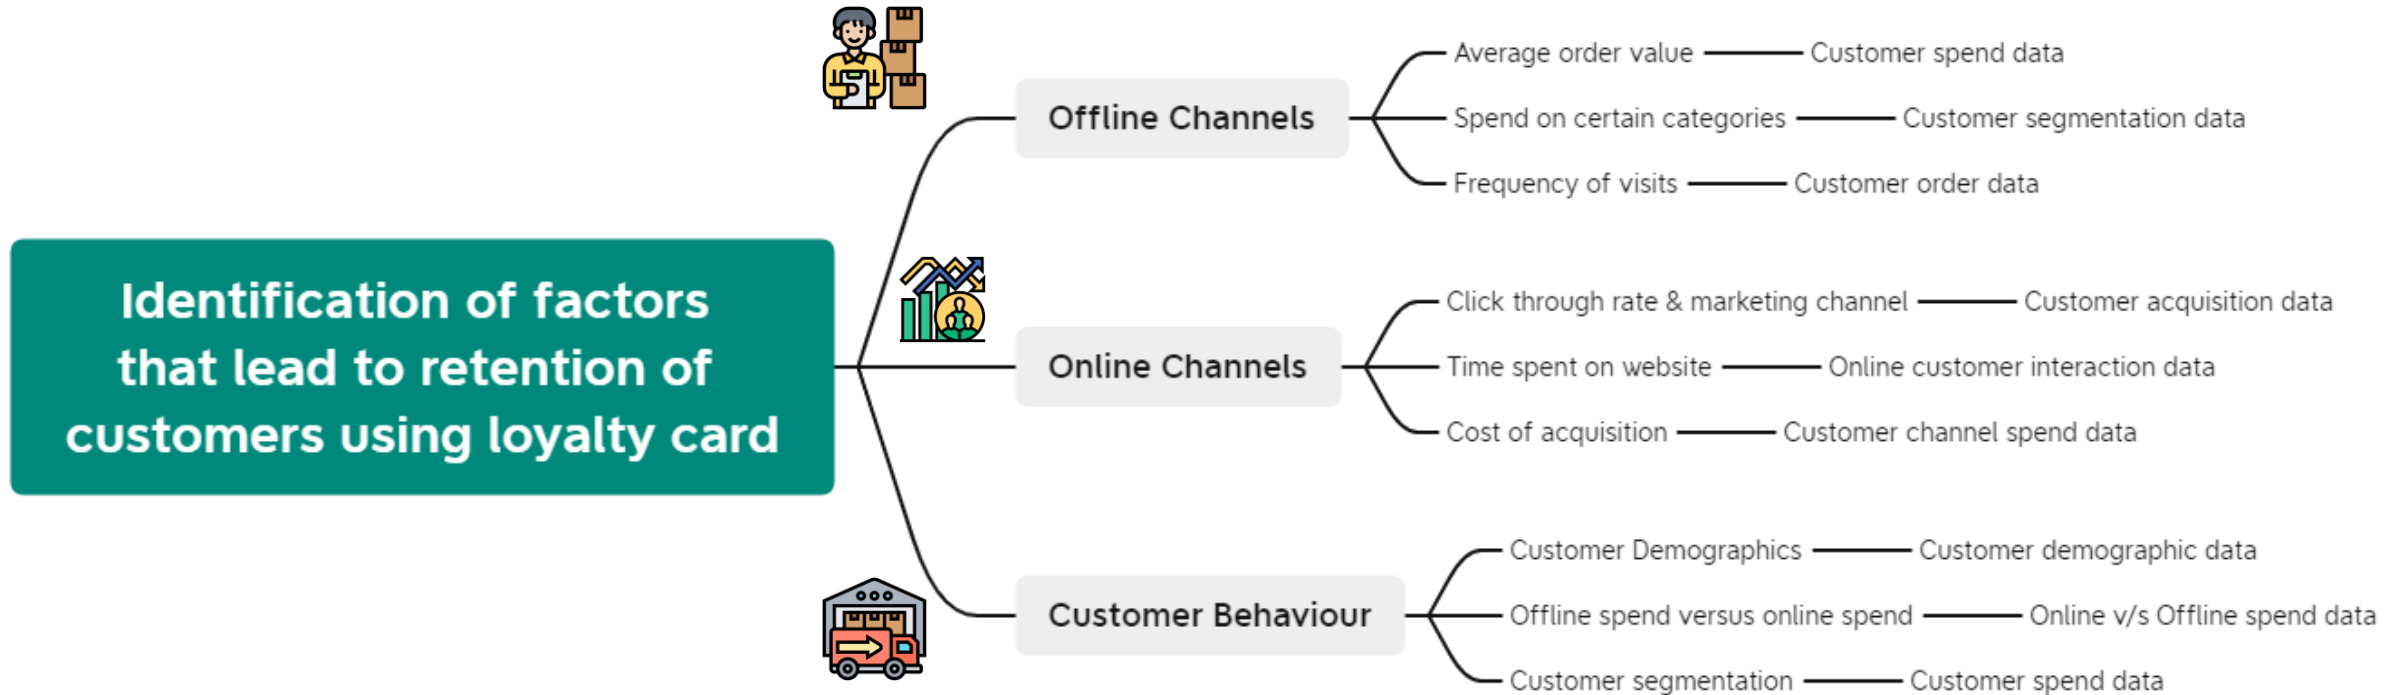 Identification of factors
that lead to retention of
customers using loyalty card
Offline Channels
Average order value
Customer spend data
Spend on certain categories
Customer segmentation data
Frequency of visits
Customer order data
Online Channels
Click through rate & marketing channel
Customer acquisition data
Time spent on website
Online customer interaction data
Cost of acquisition
Customer channel spend data
Customer Behaviour
Customer Demographics
Customer demographic data
Offline spend versus online spend
Online v/s Offline spend data
Customer segmentation
Customer spend data